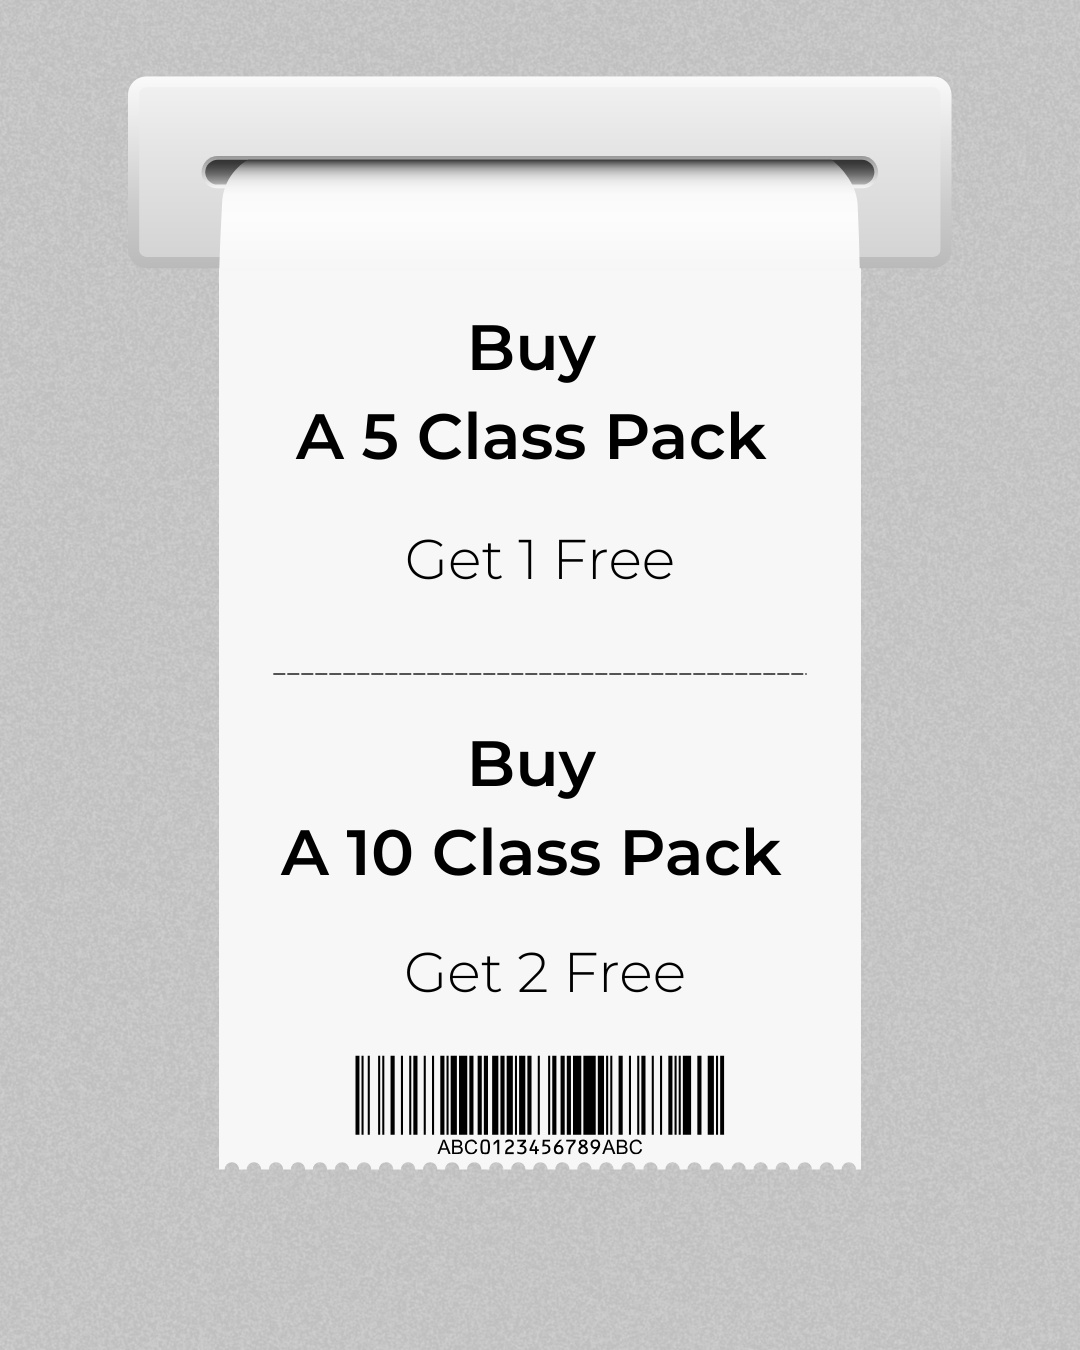 Buy
A 5 Class Pack
Get 1 Free
Buy
A 10 Class Pack
Get 2 Free
ABC0123456789ABC